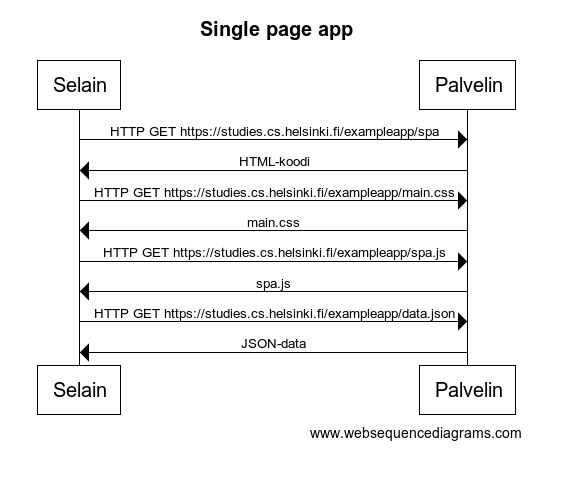 Single page app
Selain
Palvelin
HTTP GET https://studies.cs.helsinki.fi/exampleapp/spa
HTML-koodi
HTTP GET https://studies.cs.helsinki.fi/exampleapp/main.css
main.css
HTTP GET https://studies.cs.helsinki.fi/exampleapp/spa.js
spa.js
HTTP GET https://studies.cs.helsinki.fi/exampleapp/data.json
JSON-data
Selain
Palvelin
www.websequencediagrams.com